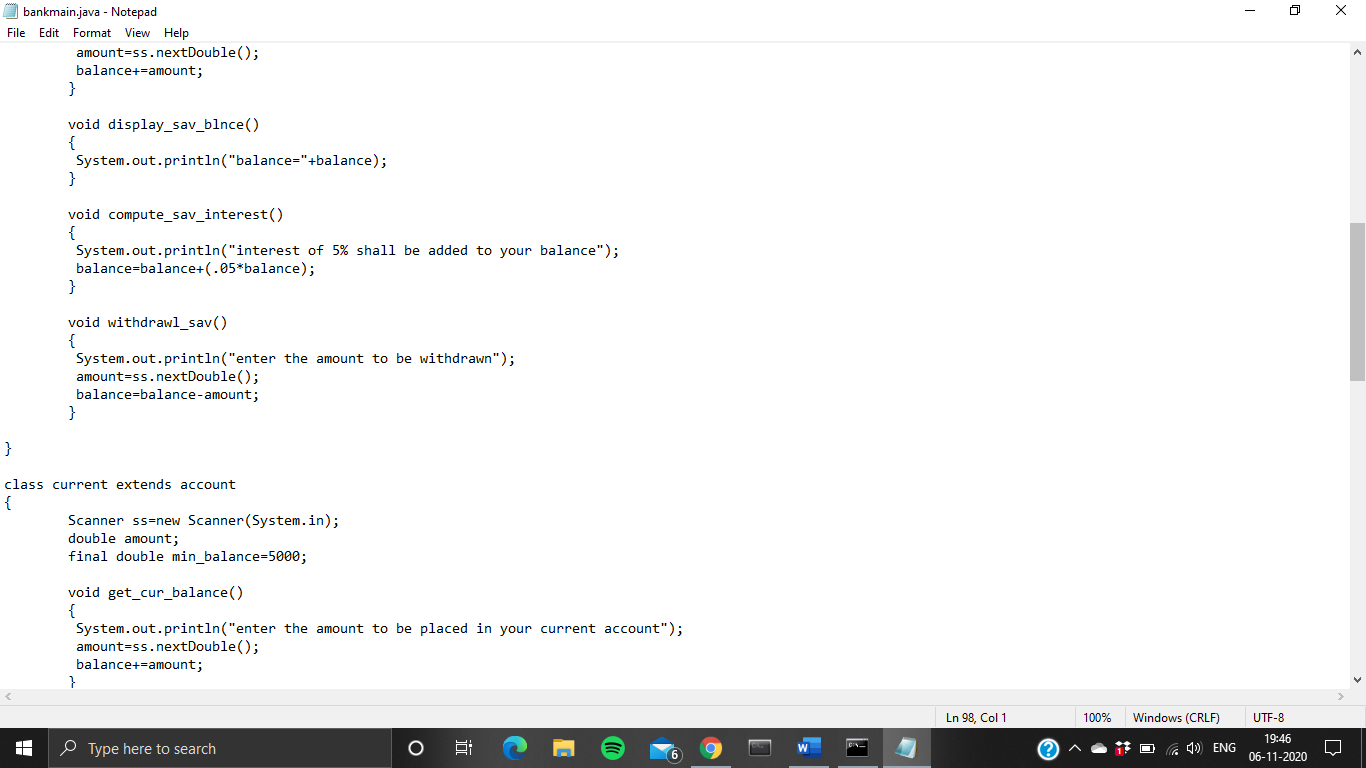 bankmain.java - Notepad
File Edit Format View Help
amount=ss.nextDouble();
balance+=amount;
}
void display_sav_blnce()
{
System.out.println("balance="+balance);
}
void compute_sav_interest()
{
System.out.println("interest of 5% shall be added to your balance");
balance=balance+(.05*balance);
}
void withdrawl_sav()
{
System.out.println("enter the amount to be withdrawn");
amount=ss.nextDouble();
balance=balance-amount;
}
}
class current extends account
{
Scanner ss=new Scanner(System.in);
double amount;
final double min_balance=5000;
void get_cur_balance()
{
System.out.println("enter the amount to be placed in your current account");
amount=ss.nextDouble();
balance+=amount;
}
Ln 98, Col 1 100% Windows (CRLF) UTF-8
Type here to search
6
1
ENG
19:46
06-11-2020